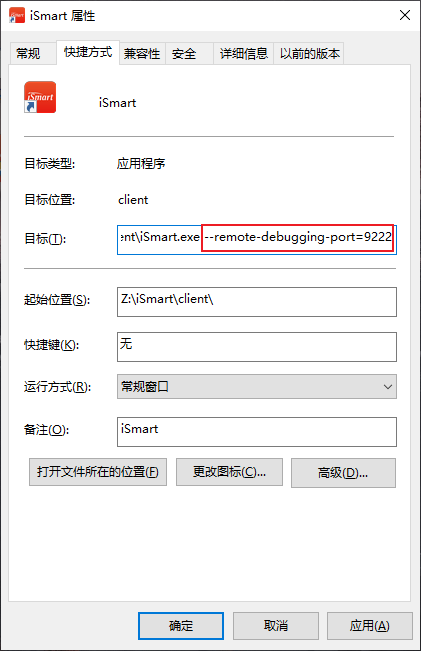 iSmart 属性
常规 快捷方式 兼容性 安全 详细信息 以前的版本
iSmart
iSmart
目标类型: 应用程序
目标位置: client
目标(T): ent\iSmart.exe --remote-debugging-port=9222
起始位置(S): Z:\iSmart\client\
快捷键(K): 无
运行方式(R): 常规窗口
备注(O): iSmart
打开文件所在的位置(F) 更改图标(C)... 高级(D)...
确定 取消 应用(A)